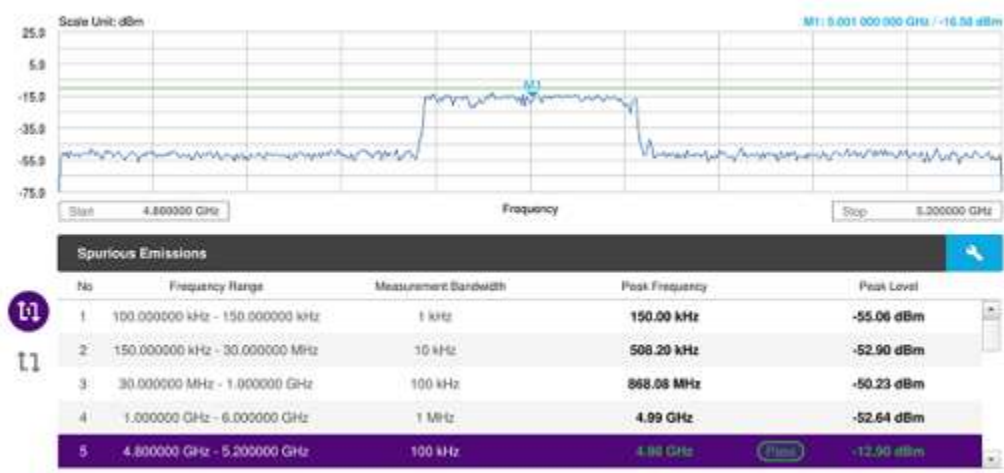 Scale Unit: dBm
M1: 5.001 000 000 GHz / -16.58 dBm
25.0
5.0
-15.0
-35.0
-55.0
-75.0
M1
Start 4.800000 GHz
Frequency
Stop 5.200000 GHz
Spurious Emissions
No Frequency Range Measurement Bandwidth Peak Frequency Peak Level
1 100.000000 kHz - 150.000000 kHz 1 kHz 150.00 kHz -55.06 dBm
2 150.000000 kHz - 30.000000 MHz 10 kHz 508.20 kHz -52.90 dBm
3 30.000000 MHz - 1.000000 GHz 100 kHz 868.08 MHz -50.23 dBm
4 1.000000 GHz - 6.000000 GHz 1 MHz 4.99 GHz -52.64 dBm
5 4.800000 GHz - 5.200000 GHz 100 kHz 4.98 GHz Pass -12.90 dBm